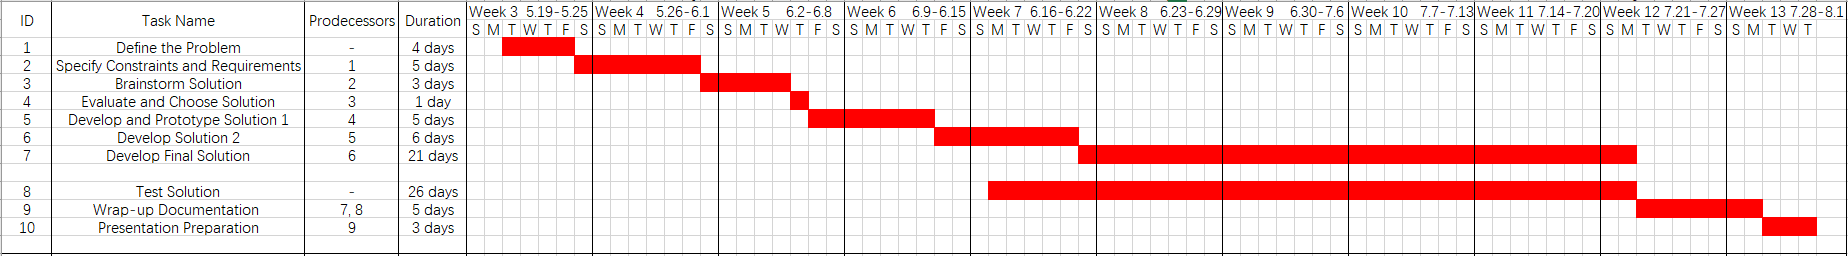 ID Task Name Prodecessors Duration Week 3 5.19-5.25 Week 4 5.26-6.1 Week 5 6.2-6.8 Week 6 6.9-6.15 Week 7 6.16-6.22 Week 8 6.23-6.29 Week 9 6.30-7.6 Week 10 7.7-7.13 Week 11 7.14-7.20 Week 12 7.21-7.27 Week 13 7.28-8.1
S M T W T F S S M T W T F S S M T W T F S S M T W T F S S M T W T F S S M T W T F S S M T W T F S S M T W T F S S M T W T F S S M T W T F S S M T W T
1 Define the Problem - 4 days
2 Specify Constraints and Requirements 1 5 days
3 Brainstorm Solution 2 3 days
4 Evaluate and Choose Solution 3 1 day
5 Develop and Prototype Solution 1 4 5 days
6 Develop Solution 2 5 6 days
7 Develop Final Solution 6 21 days
8 Test Solution - 26 days
9 Wrap-up Documentation 7, 8 5 days
10 Presentation Preparation 9 3 days